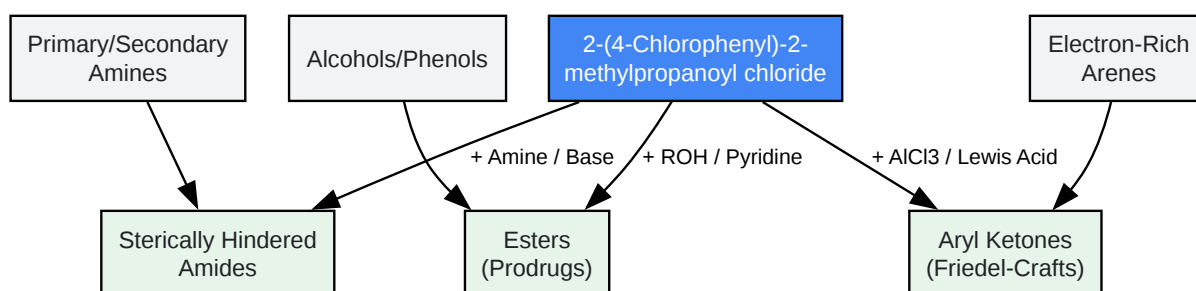 Primary/Secondary
Amines
Alcohols/Phenols
2-(4-Chlorophenyl)-2-
methylpropanoyl chloride
Electron-Rich
Arenes
+ Amine / Base
+ ROH / Pyridine
+ AlCl3 / Lewis Acid
Sterically Hindered
Amides
Esters
(Prodrugs)
Aryl Ketones
(Friedel-Crafts)